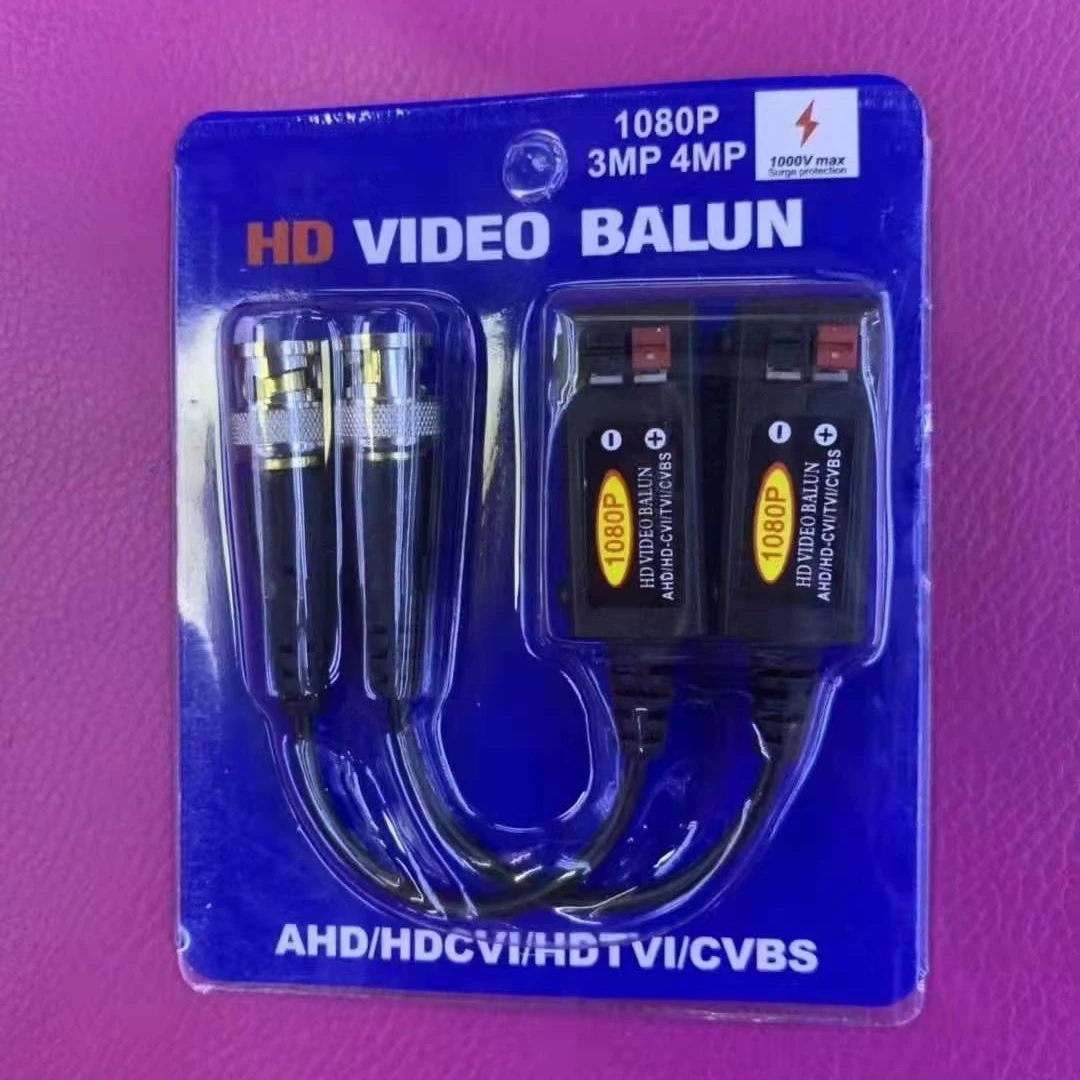 1080P
3MP 4MP
1000V max
Surge protection
HD VIDEO BALUN
1080P
HD VIDEO BALUN
AHD/HD-CVI/TVI/CVBS
1080P
HD VIDEO BALUN
AHD/HD-CVI/TVI/CVBS
AHD/HDCVI/HDTVI/CVBS